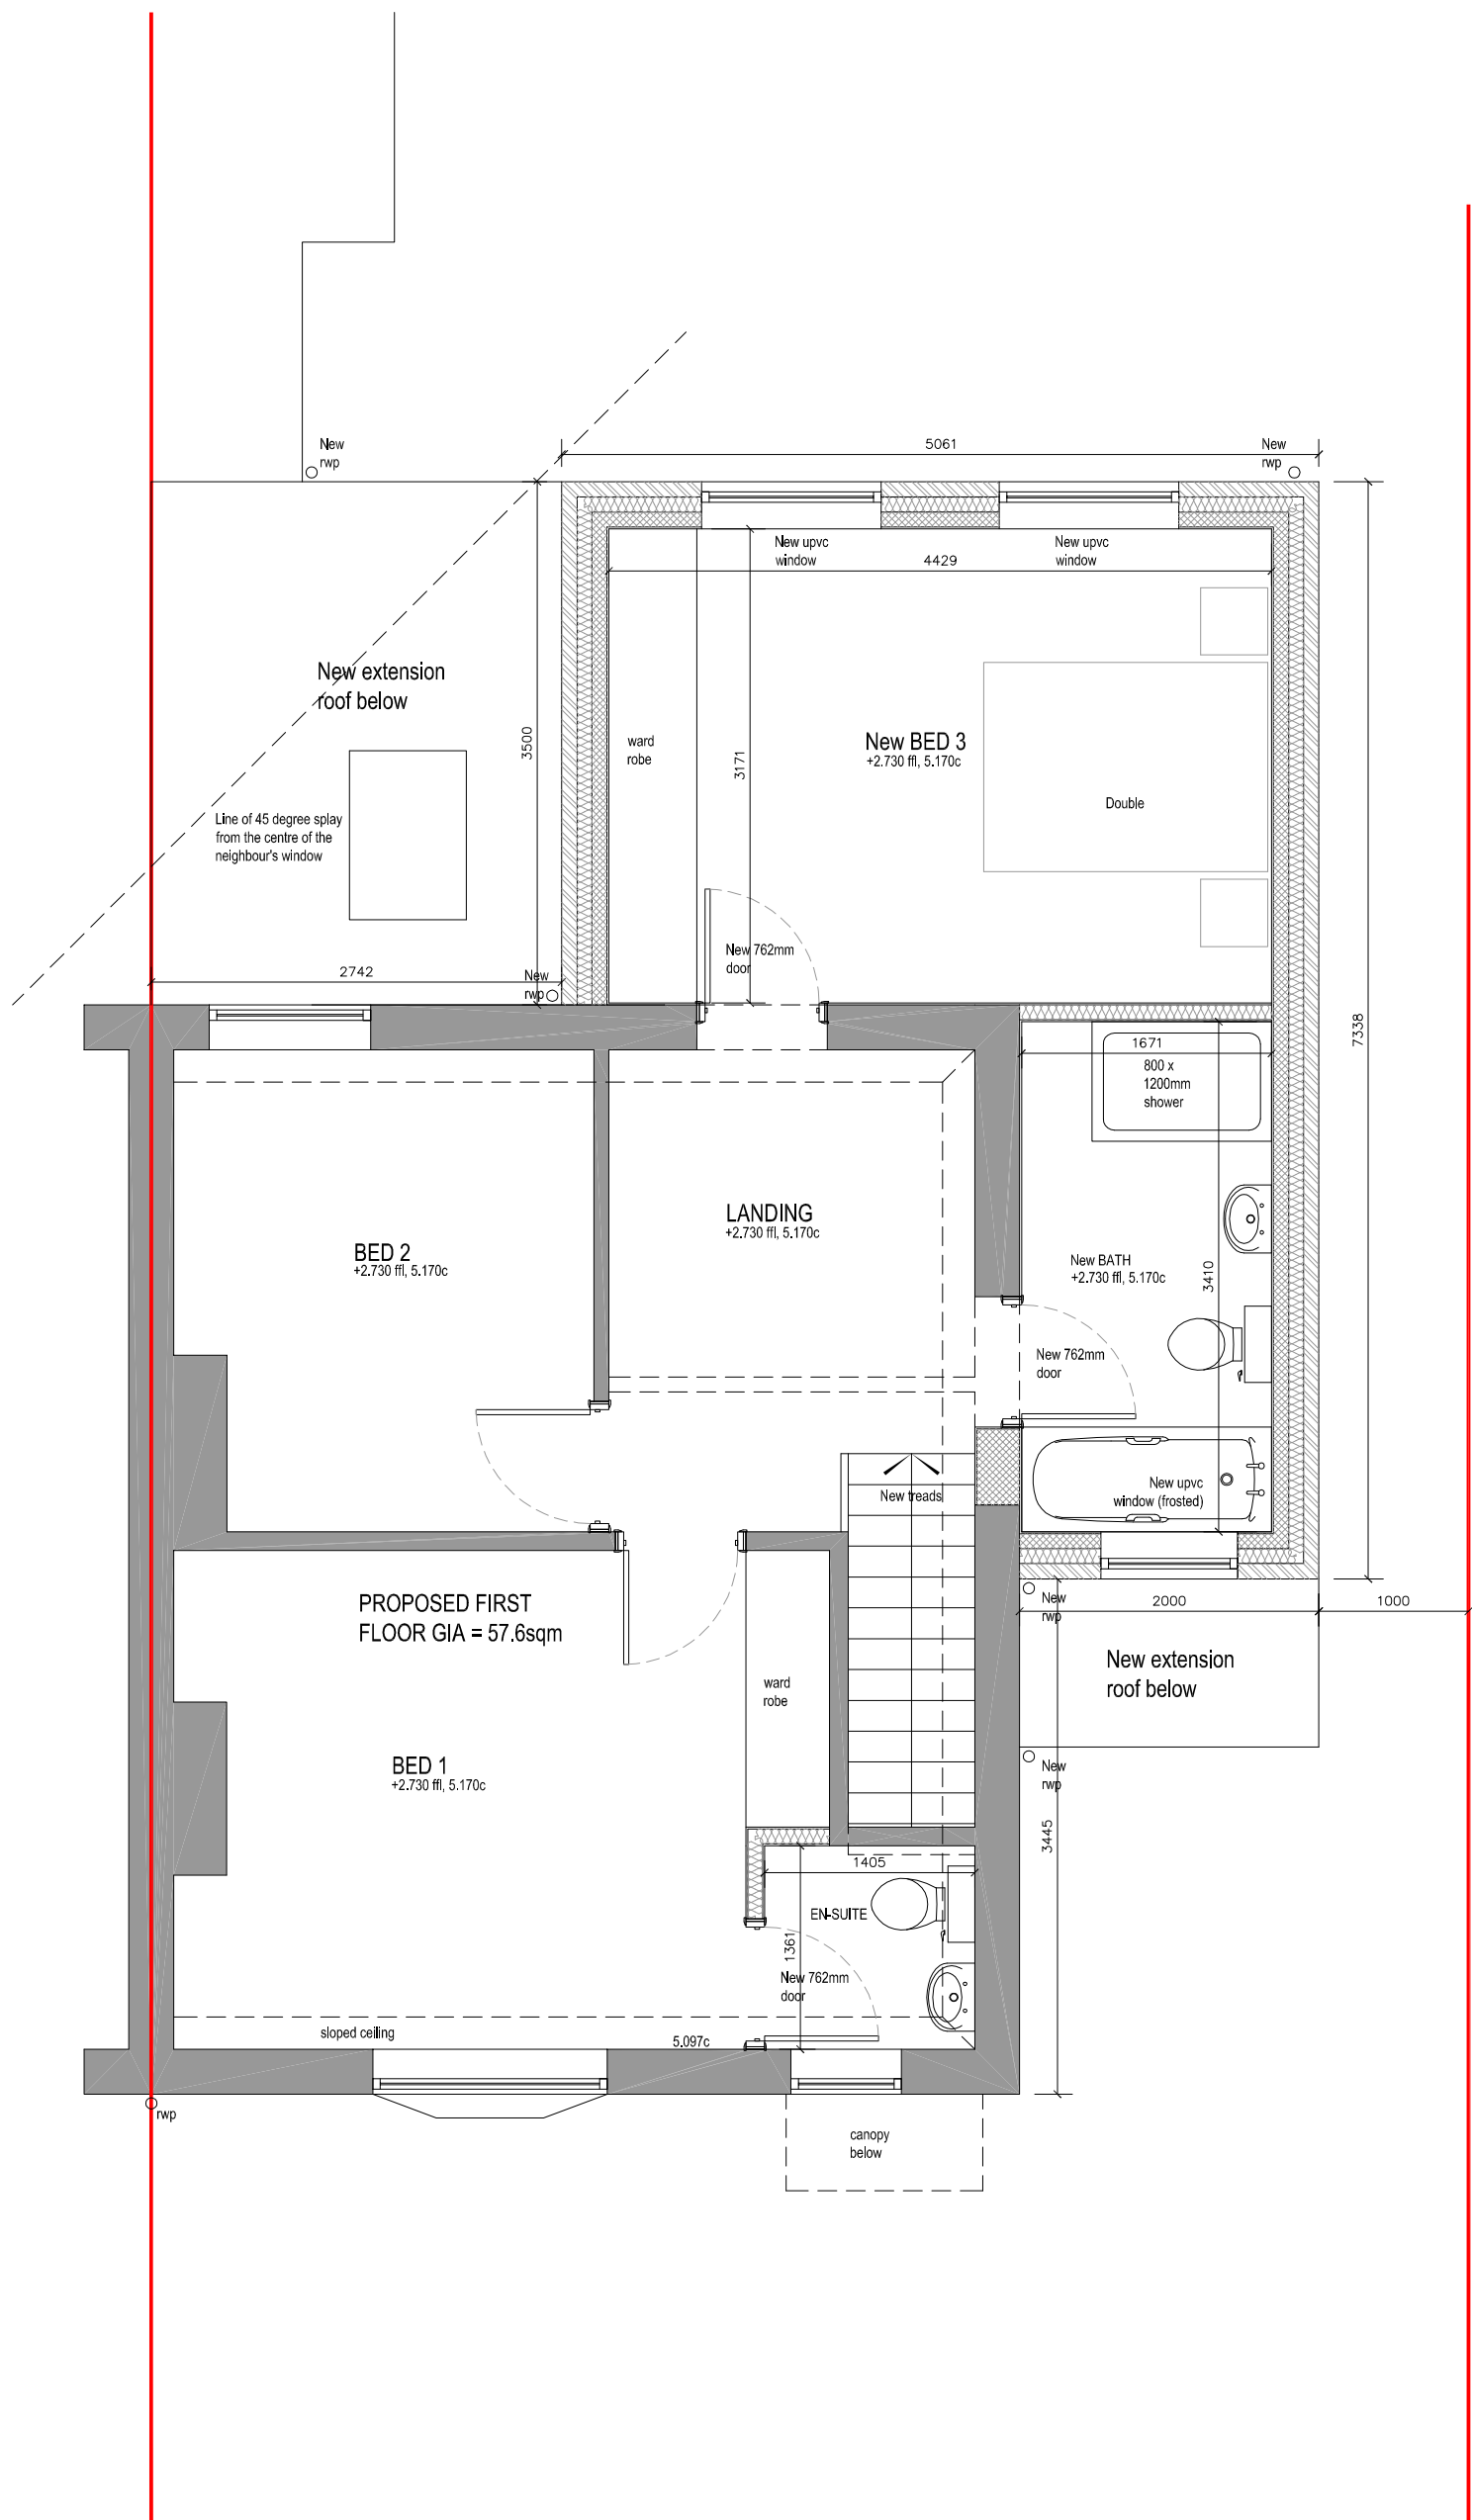 New
rwp
5061
New
rwp
New upvc
window
New upvc
window
4429
New extension
roof below
3500
ward
robe
3171
New BED 3
+2.730 ffl, 5.170c
Double
Line of 45 degree splay
from the centre of the
neighbour's window
New 762mm
door
2742
New
rwp
7338
1671
800 x
1200mm
shower
LANDING
+2.730 ffl, 5.170c
BED 2
+2.730 ffl, 5.170c
New BATH
+2.730 ffl, 5.170c
3410
New 762mm
door
New treads
New upvc
window (frosted)
PROPOSED FIRST
FLOOR GIA = 57.6sqm
New
rwp
2000
1000
New extension
roof below
ward
robe
BED 1
+2.730 ffl, 5.170c
New
rwp
3445
1405
EN-SUITE
1361
New 762mm
door
sloped ceiling
5.097c
rwp
canopy
below